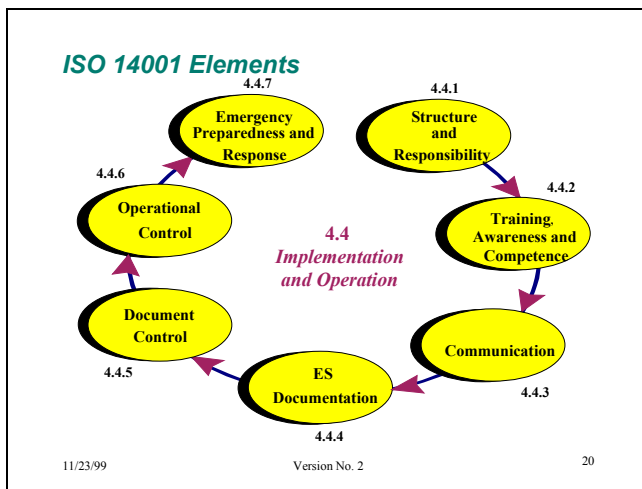 ISO 14001 Elements
4.4.7
Emergency
Preparedness and
Response
4.4.1
Structure
and
Responsibility
4.4.6
Operational
Control
4.4.2
Training,
Awareness and
Competence
4.4
Implementation
and Operation
Document
Control
4.4.5
Communication
4.4.3
ES
Documentation
4.4.4
11/23/99
Version No. 2
20